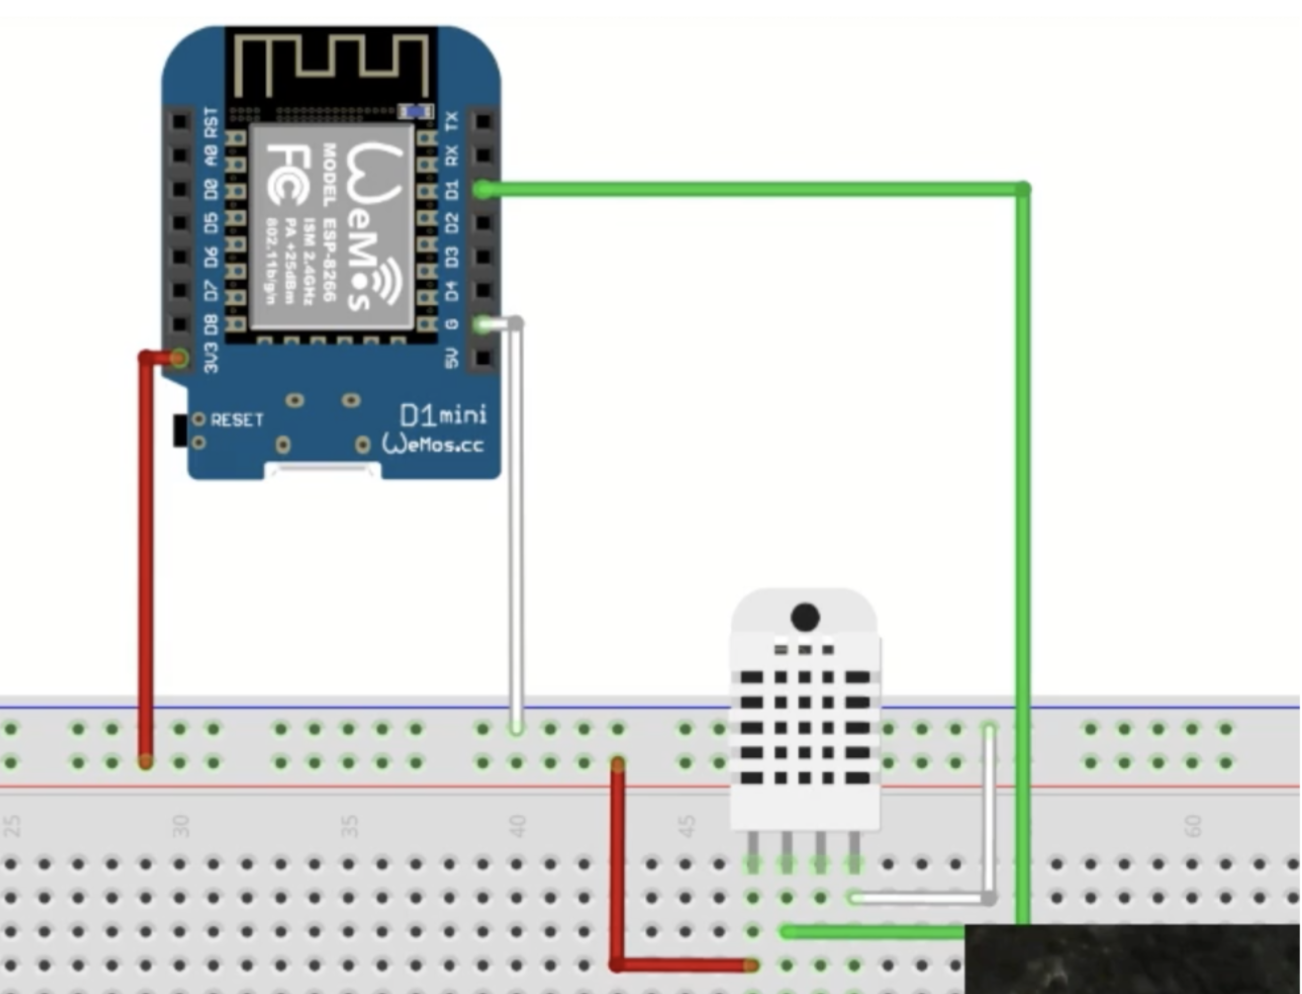 RST
A0
D0
D5
D6
D7
D8
3V3
TX
RX
D1
D2
D3
D4
G
5V
WeMos
MODEL ESP-8266
ISM 2.4GHz
PA +25dBm
802.11b/g/n
FC
RESET
D1mini
WeMos.cc
25
30
35
40
45
60